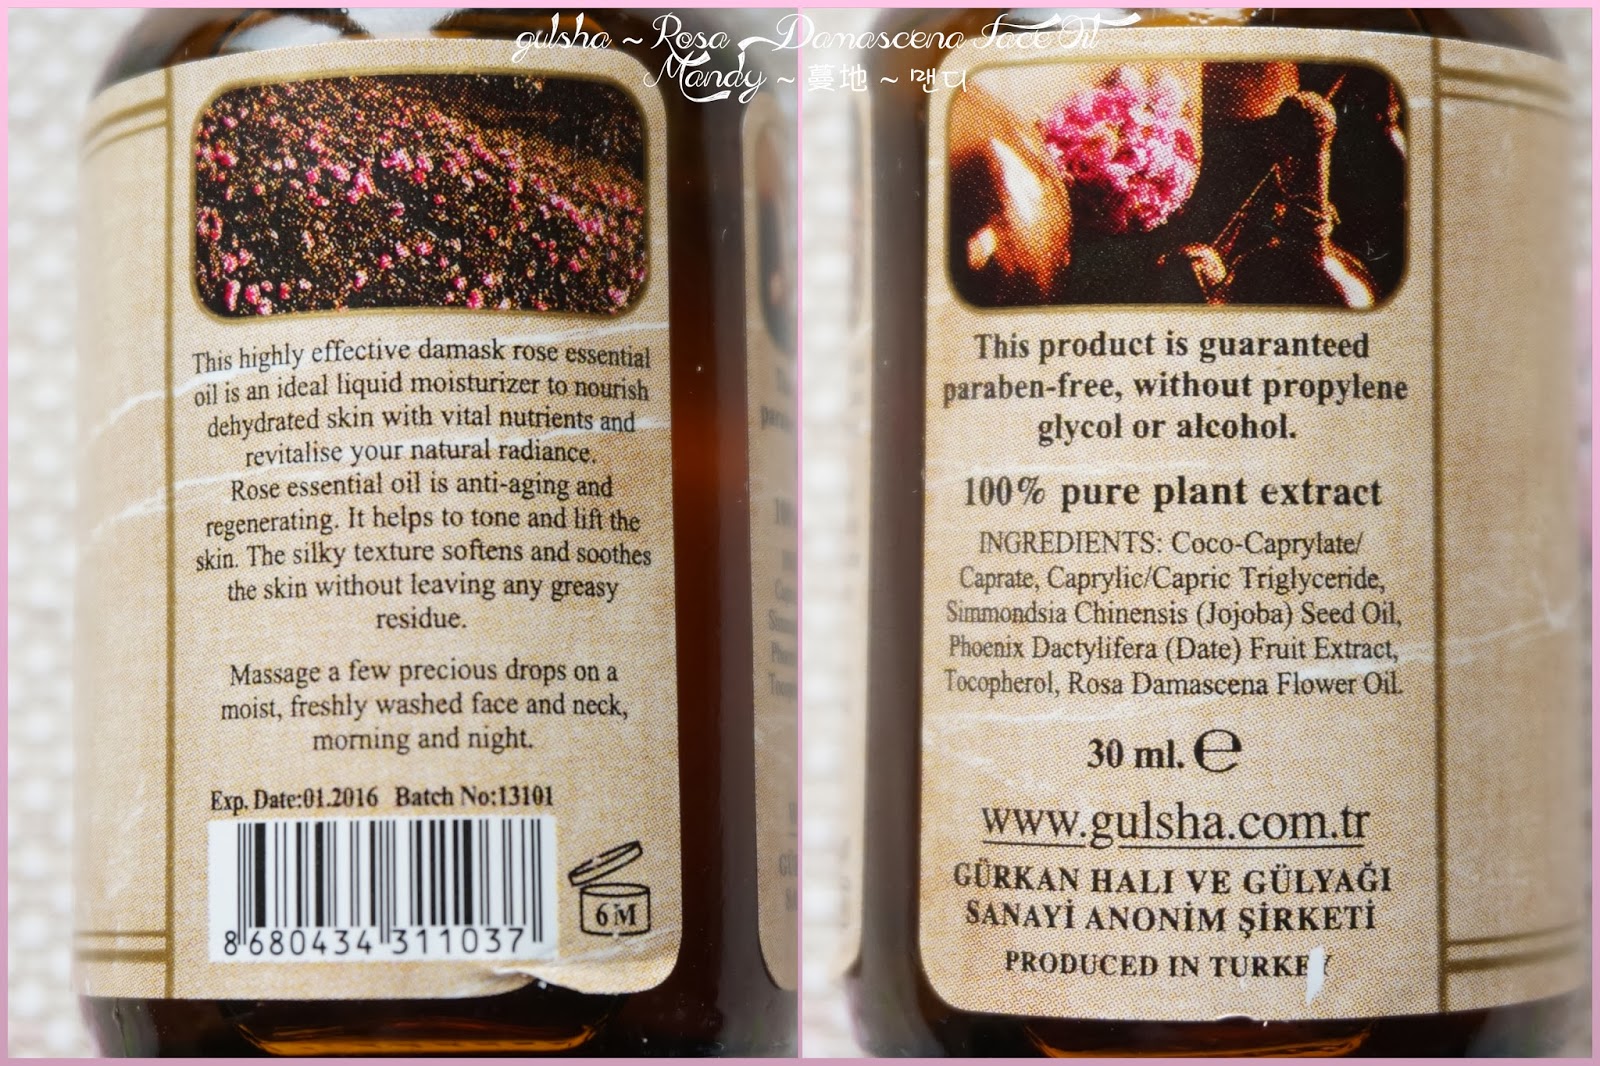 gulsha ~ Rosa Damascena Face Oil
Mandy ~ 蔓地 ~ 맨디
This highly effective damask rose essential
oil is an ideal liquid moisturizer to nourish
dehydrated skin with vital nutrients and
revitalise your natural radiance.
Rose essential oil is anti-aging and
regenerating. It helps to tone and lift the
skin. The silky texture softens and soothes
the skin without leaving any greasy
residue.
Massage a few precious drops on a
moist, freshly washed face and neck,
morning and night.
Exp. Date:01.2016 Batch No:13101
8 680434 311037
6 M
This product is guaranteed
paraben-free, without propylene
glycol or alcohol.
100% pure plant extract
INGREDIENTS: Coco-Caprylate/
Caprate, Caprylic/Capric Triglyceride,
Simmondsia Chinensis (Jojoba) Seed Oil,
Phoenix Dactylifera (Date) Fruit Extract,
Tocopherol, Rosa Damascena Flower Oil.
30 ml. ℮
www.gulsha.com.tr
GÜRKAN HALI VE GÜLYAĞI
SANAYİ ANONİM ŞİRKETİ
PRODUCED IN TURKEY